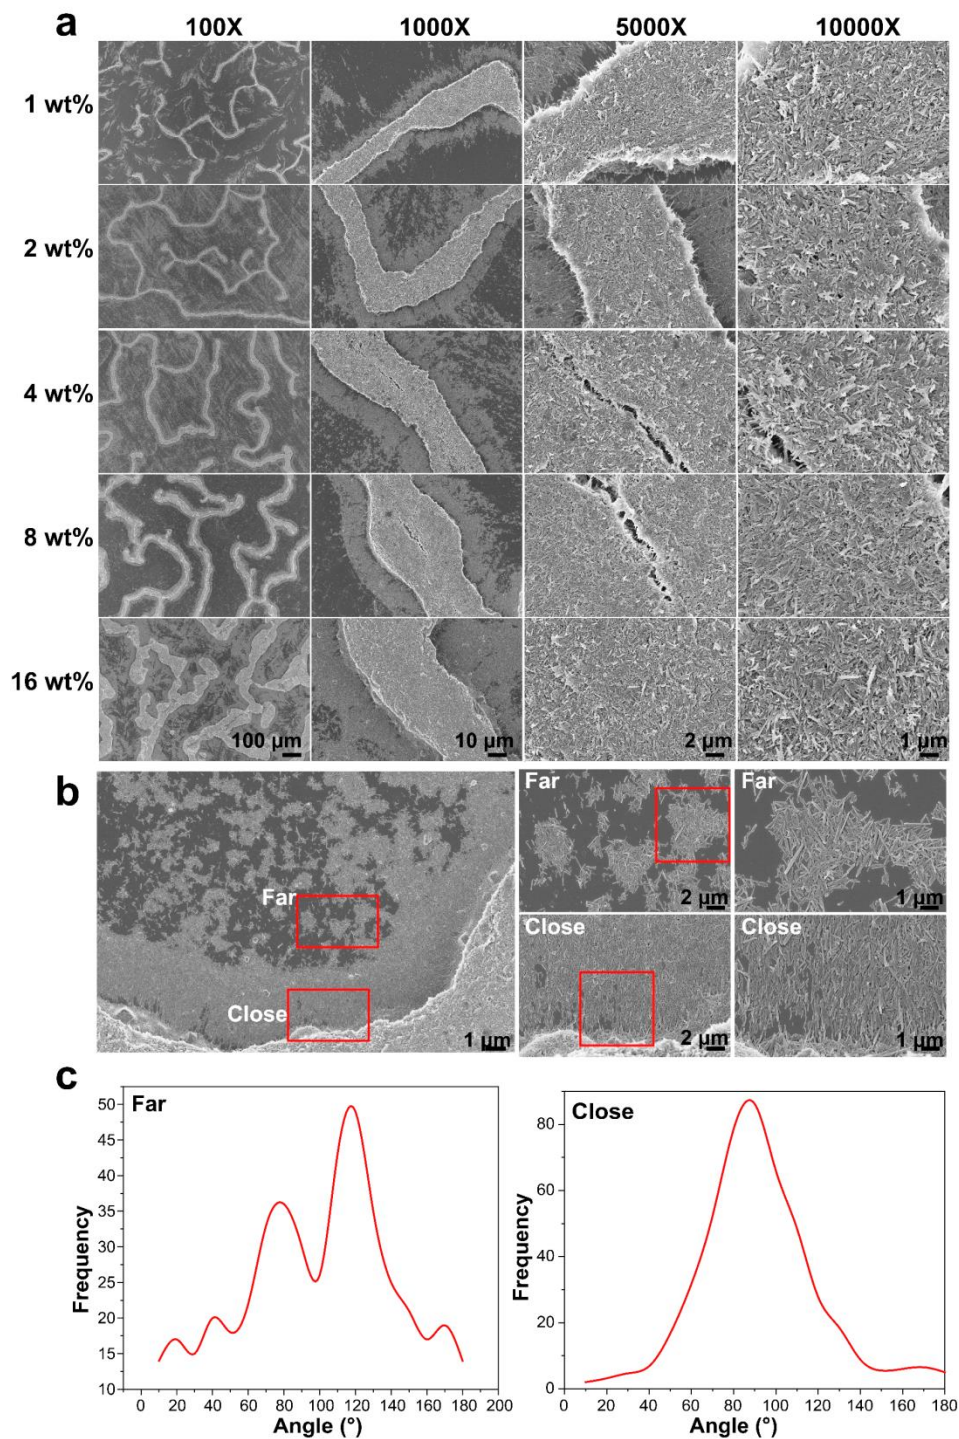 a
100X 1000X 5000X 10000X
1 wt%
2 wt%
4 wt%
8 wt%
16 wt%
100 µm 10 µm 2 µm 1 µm
b
Far
Close
1 µm
Far
2 µm
Far
1 µm
Close
2 µm
Close
1 µm
c
Far
Frequency
50
45
40
35
30
25
20
15
10
0 20 40 60 80 100 120 140 160 180 200
Angle (°)
Close
Frequency
80
60
40
20
0
0 20 40 60 80 100 120 140 160 180
Angle (°)